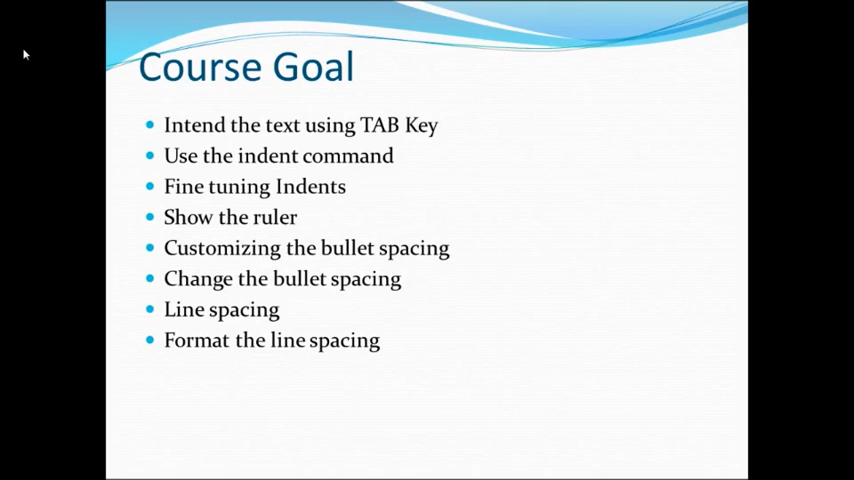 Course Goal
Intend the text using TAB Key
Use the indent command
Fine tuning Indents
Show the ruler
Customizing the bullet spacing
Change the bullet spacing
Line spacing
Format the line spacing